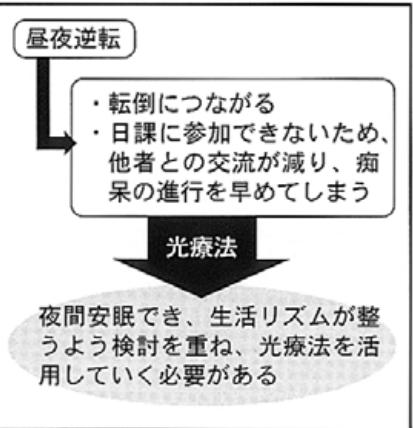 昼夜逆転
・転倒につながる
・日課に参加できないため、
他者との交流が減り、痴
呆の進行を早めてしまう
光療法
夜間安眠でき、生活リズムが整
うよう検討を重ね、光療法を活
用していく必要がある